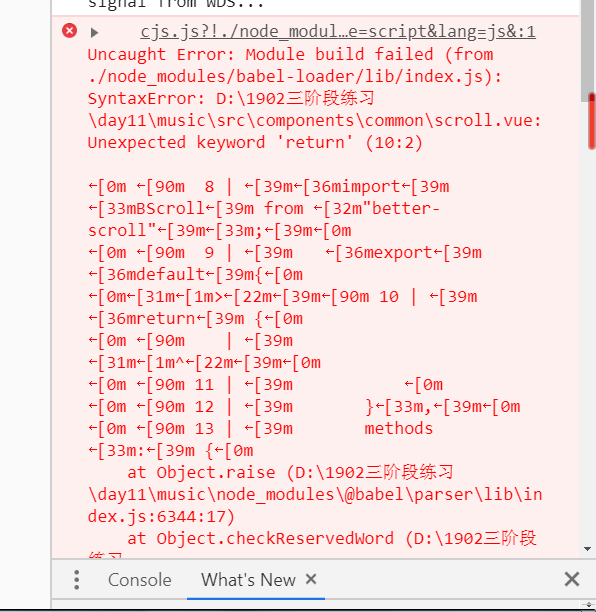 signal from WDS...
cjs.js?!./node_modul…e=script&lang=js&:1
Uncaught Error: Module build failed (from
./node_modules/babel-loader/lib/index.js):
SyntaxError: D:\1902三阶段练习
\day11\music\src\components\common\scroll.vue:
Unexpected keyword 'return' (10:2)
←[0m ←[90m  8 | ←[39m←[36mimport←[39m
←[33mBScroll←[39m from ←[32m"better-
scroll"←[39m←[33m;←[39m←[0m
←[0m ←[90m  9 | ←[39m   ←[36mexport←[39m
←[36mdefault←[39m{←[0m
←[0m←[31m←[1m>←[22m←[39m←[90m 10 | ←[39m
←[36mreturn←[39m {←[0m
←[0m ←[90m    | ←[39m
←[31m←[1m^←[22m←[39m←[0m
←[0m ←[90m 11 | ←[39m           ←[0m
←[0m ←[90m 12 | ←[39m       }←[33m,←[39m←[0m
←[0m ←[90m 13 | ←[39m       methods
←[33m:←[39m {←[0m
at Object.raise (D:\1902三阶段练习
\day11\music\node_modules\@babel\parser\lib\in
dex.js:6344:17)
at Object.checkReservedWord (D:\1902三阶段
练习
Console What's New ×